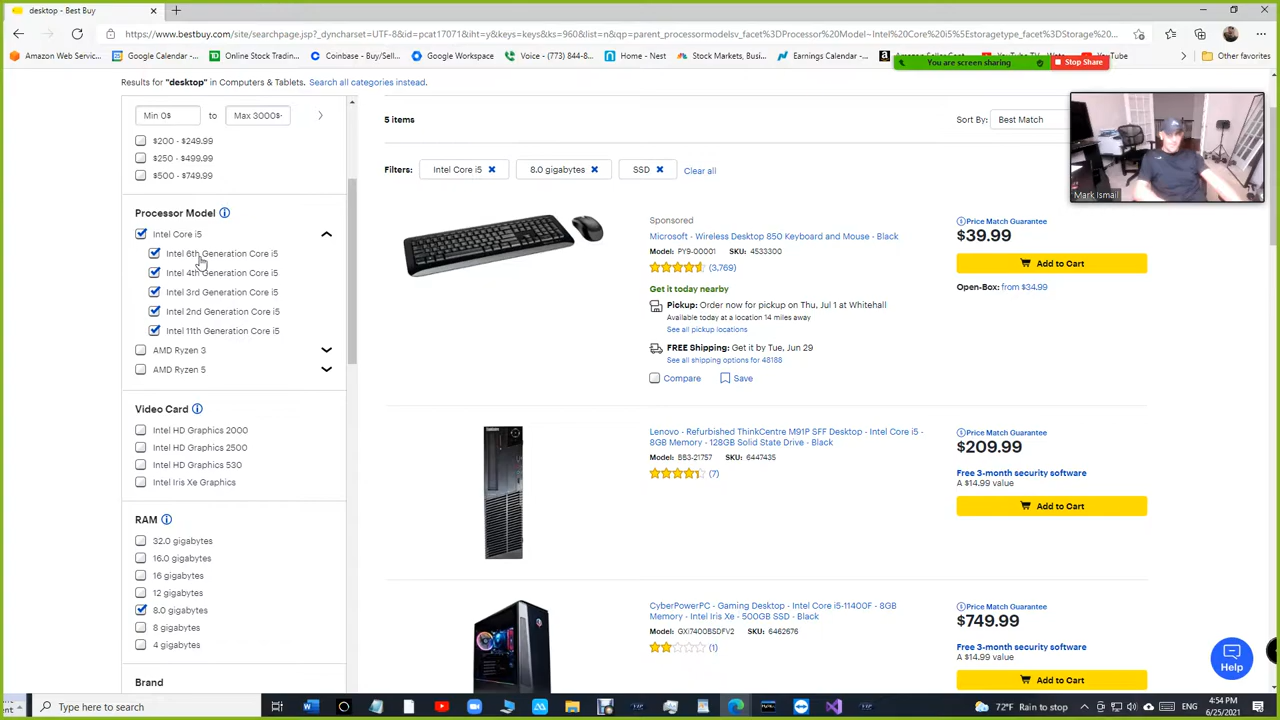 desktop - Best Buy
https://www.bestbuy.com/site/searchpage.jsp?_dyncharset=UTF-8&id=pcat17071&iht=y&keys=keys&ks=960&list=n&qp=parent_processormodelsv_facet%3DProcessor%20Model~Intel%20Core%20i5%5Estoragetype_facet%3DStorage%2...
Amazon Web Servic...
Google Calendar -...
Online Stock Tradin...
Coinbase - Buy/Sell...
Google Workspace
Voice - (773) 844-8...
Home - Nest
Stock Markets, Busi...
Earnings Calendar -...
Other favorites
You are screen sharing
Stop Share
Results for "desktop" in Computers & Tablets. Search all categories instead.
Min 0$ to Max 3000$+
$200 - $249.99
$250 - $499.99
$500 - $749.99
Processor Model
Intel Core i5
Intel 6th Generation Core i5
Intel 4th Generation Core i5
Intel 3rd Generation Core i5
Intel 2nd Generation Core i5
Intel 11th Generation Core i5
AMD Ryzen 3
AMD Ryzen 5
Video Card
Intel HD Graphics 2000
Intel HD Graphics 2500
Intel HD Graphics 530
Intel Iris Xe Graphics
RAM
32.0 gigabytes
16.0 gigabytes
16 gigabytes
12 gigabytes
8.0 gigabytes
8 gigabytes
4 gigabytes
Brand
5 items
Sort By: Best Match
Mark Ismail
Filters: Intel Core i5 8.0 gigabytes SSD Clear all
Sponsored
Microsoft - Wireless Desktop 850 Keyboard and Mouse - Black
Model: PY9-00001 SKU: 4533300
(3,769)
Get it today nearby
Pickup: Order now for pickup on Thu, Jul 1 at Whitehall
Available today at a location 14 miles away
See all pickup locations
FREE Shipping: Get it by Tue, Jun 29
See all shipping options for 48188
Compare Save
Price Match Guarantee
$39.99
Add to Cart
Open-Box: from $34.99
Lenovo - Refurbished ThinkCentre M91P SFF Desktop - Intel Core i5 -
8GB Memory - 128GB Solid State Drive - Black
Model: BB3-21757 SKU: 6447435
(7)
Price Match Guarantee
$209.99
Free 3-month security software
A $14.99 value
Add to Cart
CyberPowerPC - Gaming Desktop - Intel Core i5-11400F - 8GB
Memory - Intel Iris Xe - 500GB SSD - Black
Model: GXi7400BSDFV2 SKU: 6462676
(1)
Price Match Guarantee
$749.99
Free 3-month security software
A $14.99 value
Add to Cart
Help
Type here to search
72°F Rain to stop
ENG
4:54 PM
6/25/2021